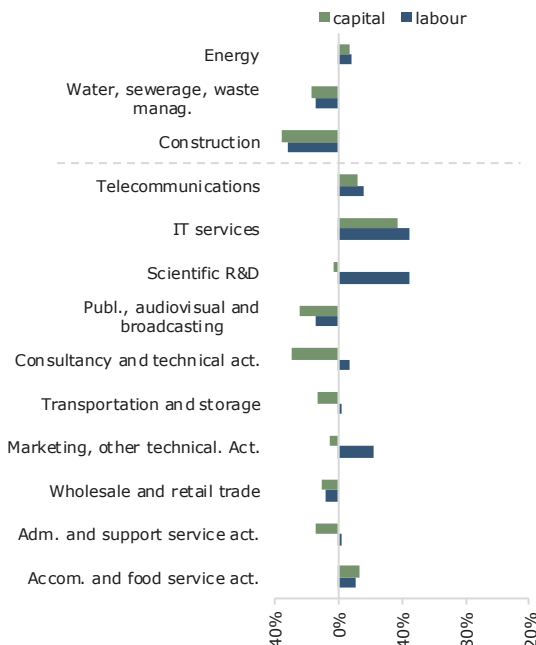 capital labour
Energy
Water, sewerage, waste
manag.
Construction
Telecommunications
IT services
Scientific R&D
Publ., audiovisual and
broadcasting
Consultancy and technical act.
Transportation and storage
Marketing, other technical. Act.
Wholesale and retail trade
Adm. and support service act.
Accom. and food service act.
0%
30%
20%